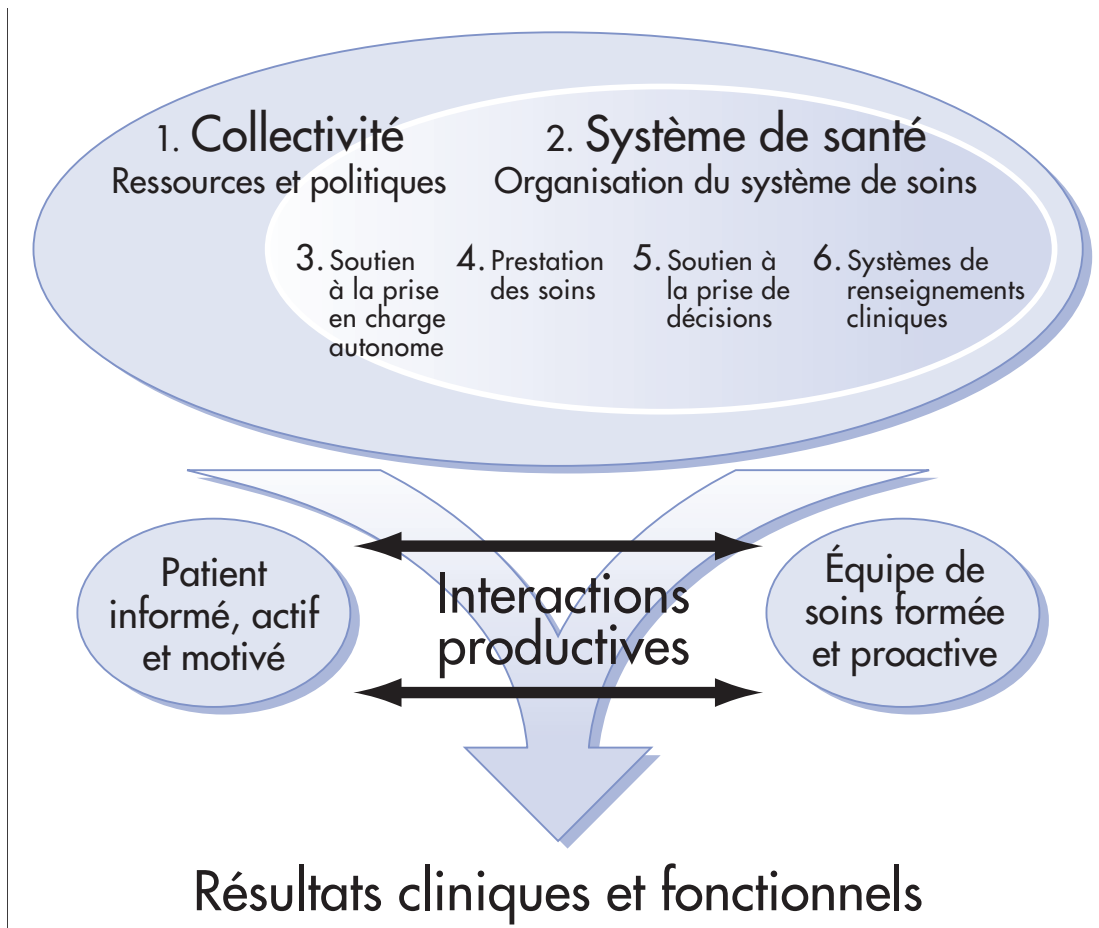 1. Collectivité
Ressources et politiques
2. Système de santé
Organisation du système de soins
3. Soutien
à la prise
en charge
autonome
4. Prestation
des soins
5. Soutien à
la prise de
décisions
6. Systèmes de
renseignements
cliniques
Patient
informé, actif
et motivé
Interactions
productives
Équipe de
soins formée
et proactive
Résultats cliniques et fonctionnels